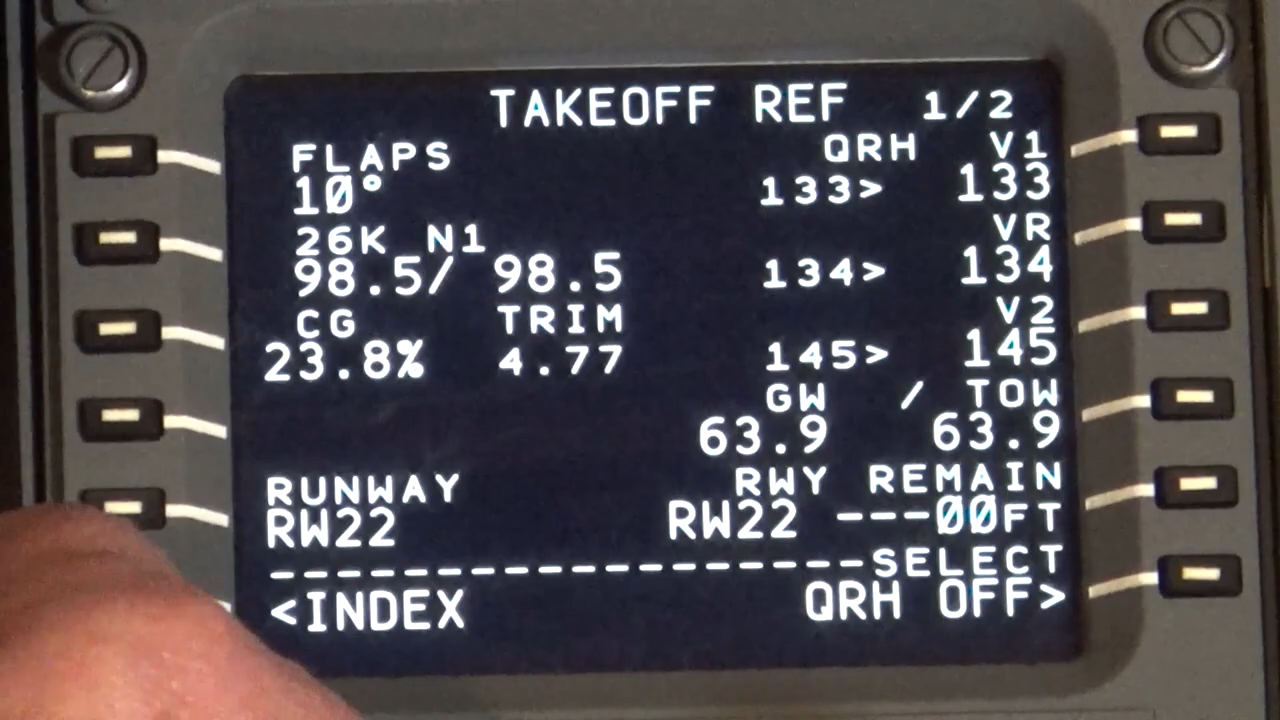 TAKEOFF REF 1/2
FLAPS QRH V1
10° 133> 133
26K N1 VR
98.5/ 98.5 134> 134
CG TRIM V2
23.8% 4.77 145> 145
GW / TOW
63.9 63.9
RUNWAY RWY REMAIN
RW22 RW22 ---00FT
------------------SELECT
<INDEX QRH OFF>